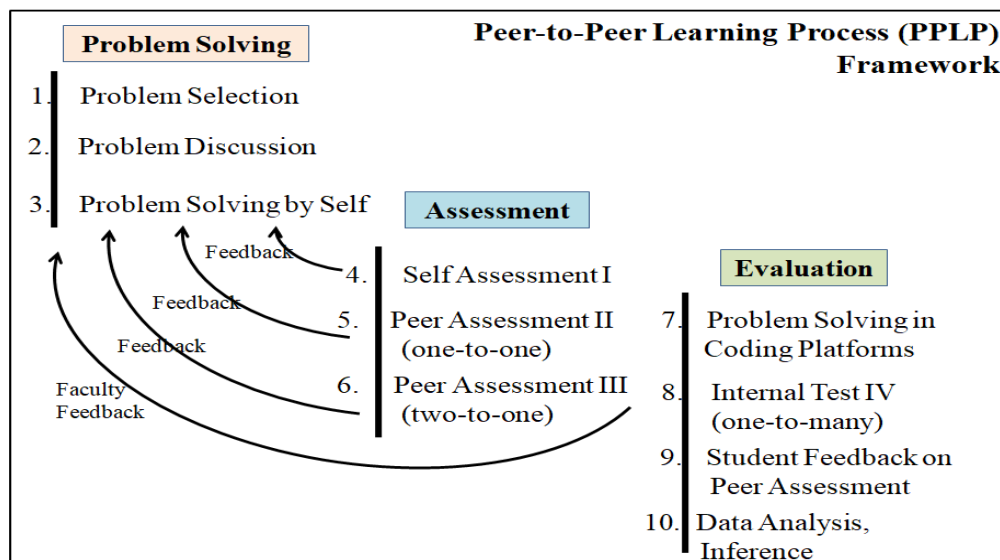 Peer-to-Peer Learning Process (PPLP)
Framework
Problem Solving
1. Problem Selection
2. Problem Discussion
3. Problem Solving by Self
Assessment
Feedback
4. Self Assessment I
Feedback
5. Peer Assessment II
(one-to-one)
Feedback
6. Peer Assessment III
(two-to-one)
Faculty
Feedback
Evaluation
7. Problem Solving in
Coding Platforms
8. Internal Test IV
(one-to-many)
9. Student Feedback on
Peer Assessment
10. Data Analysis,
Inference